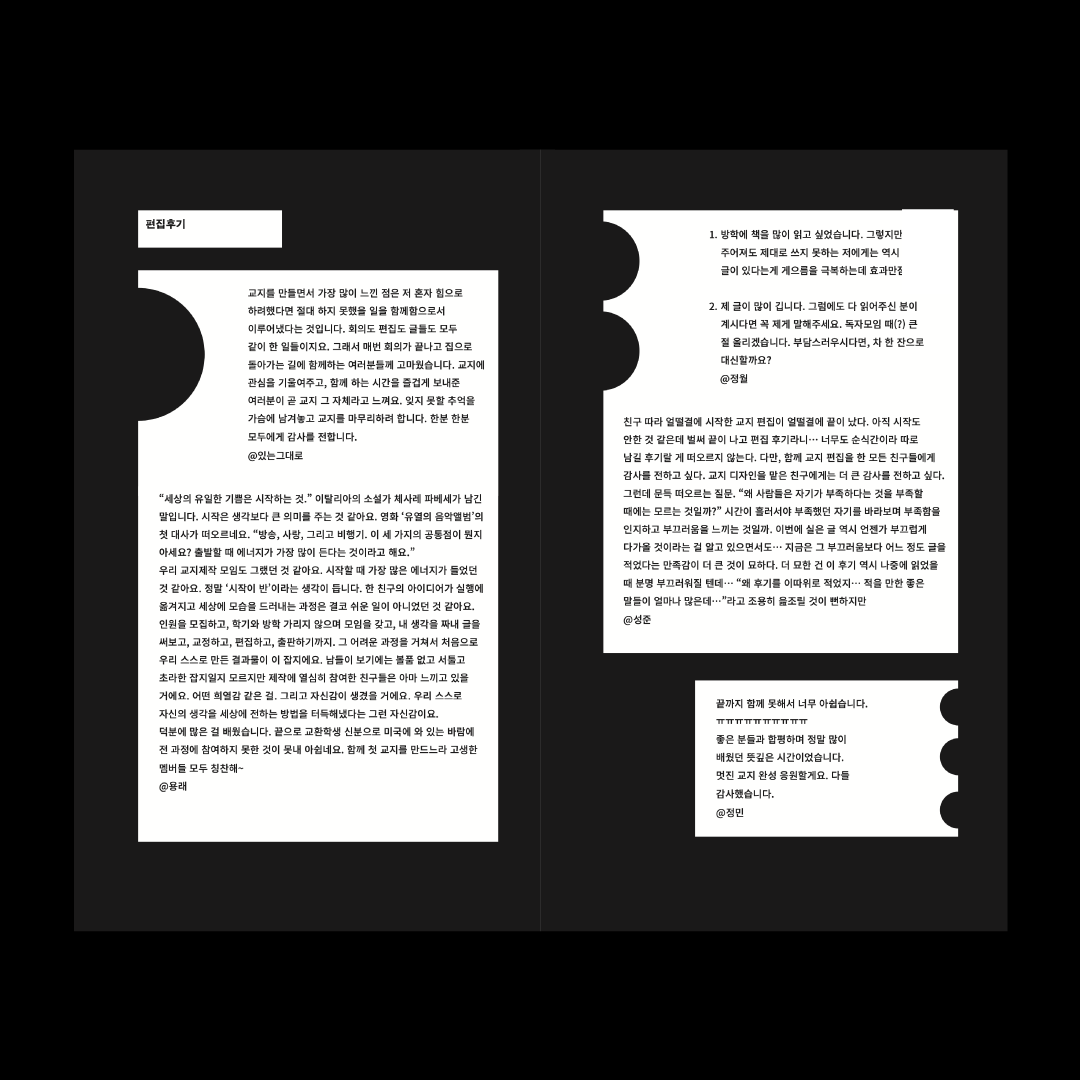 편집후기
교지를 만들면서 가장 많이 느낀 점은 저 혼자 힘으로
하려했다면 절대 하지 못했을 일을 함께함으로서
이루어냈다는 것입니다. 회의도 편집도 글들도 모두
같이 한 일들이지요. 그래서 매번 회의가 끝나고 집으로
돌아가는 길에 함께하는 여러분들께 고마웠습니다. 교지에
관심을 기울여주고, 함께 하는 시간을 즐겁게 보내준
여러분이 곧 교지 그 자체라고 느껴요. 잊지 못할 추억을
가슴에 남겨놓고 교지를 마무리하려 합니다. 한분 한분
모두에게 감사를 전합니다.
@있는그대로
“세상의 유일한 기쁨은 시작하는 것.” 이탈리아의 소설가 체사레 파베세가 남긴
말입니다. 시작은 생각보다 큰 의미를 주는 것 같아요. 영화 ‘유열의 음악앨범’의
첫 대사가 떠오르네요. “방송, 사랑, 그리고 비행기. 이 세 가지의 공통점이 뭔지
아세요? 출발할 때 에너지가 가장 많이 든다는 것이라고 해요.”
우리 교지제작 모임도 그랬던 것 같아요. 시작할 때 가장 많은 에너지가 들었던
것 같아요. 정말 ‘시작이 반’이라는 생각이 듭니다. 한 친구의 아이디어가 실행에
옮겨지고 세상에 모습을 드러내는 과정은 결코 쉬운 일이 아니었던 것 같아요.
인원을 모집하고, 학기와 방학 가리지 않으며 모임을 갖고, 내 생각을 짜내 글을
써보고, 교정하고, 편집하고, 출판하기까지. 그 어려운 과정을 거쳐서 처음으로
우리 스스로 만든 결과물이 이 잡지에요. 남들이 보기에는 볼품 없고 서툴고
초라한 잡지일지 모르지만 제작에 열심히 참여한 친구들은 아마 느끼고 있을
거에요. 어떤 희열감 같은 걸. 그리고 자신감이 생겼을 거에요. 우리 스스로
자신의 생각을 세상에 전하는 방법을 터득해냈다는 그런 자신감이요.
덕분에 많은 걸 배웠습니다. 끝으로 교환학생 신분으로 미국에 와 있는 바람에
전 과정에 참여하지 못한 것이 못내 아쉽네요. 함께 첫 교지를 만드느라 고생한
멤버들 모두 칭찬해~
@용래
1. 방학에 책을 많이 읽고 싶었습니다. 그렇지만
주어져도 제대로 쓰지 못하는 저에게는 역시
글이 있다는게 게으름을 극복하는데 효과만
2. 제 글이 많이 깁니다. 그럼에도 다 읽어주신 분이
계시다면 꼭 제게 말해주세요. 독자모임 때(?) 큰
절 올리겠습니다. 부담스러우시다면, 차 한 잔으로
대신할까요?
@정월
친구 따라 얼떨결에 시작한 교지 편집이 얼떨결에 끝이 났다. 아직 시작도
안한 것 같은데 벌써 끝이 나고 편집 후기라니… 너무도 순식간이라 따로
남길 후기랄 게 떠오르지 않는다. 다만, 함께 교지 편집을 한 모든 친구들에게
감사를 전하고 싶다. 교지 디자인을 맡은 친구에게는 더 큰 감사를 전하고 싶다.
그런데 문득 떠오르는 질문. “왜 사람들은 자기가 부족하다는 것을 부족할
때에는 모르는 것일까?” 시간이 흘러서야 부족했던 자기를 바라보며 부족함을
인지하고 부끄러움을 느끼는 것일까. 이번에 실은 글 역시 언젠가 부끄럽게
다가올 것이라는 걸 알고 있으면서도… 지금은 그 부끄러움보다 어느 정도 글을
적었다는 만족감이 더 큰 것이 묘하다. 더 묘한 건 이 후기 역시 나중에 읽었을
때 분명 부끄러워질 텐데… “왜 후기를 이따위로 적었지… 적을 만한 좋은
말들이 얼마나 많은데…”라고 조용히 읊조릴 것이 뻔하지만
@성준
끝까지 함께 못해서 너무 아쉽습니다.
ㅠㅠㅠㅠㅠㅠㅠㅠㅠㅠ
좋은 분들과 합평하며 정말 많이
배웠던 뜻깊은 시간이었습니다.
멋진 교지 완성 응원할게요. 다들
감사했습니다.
@정민